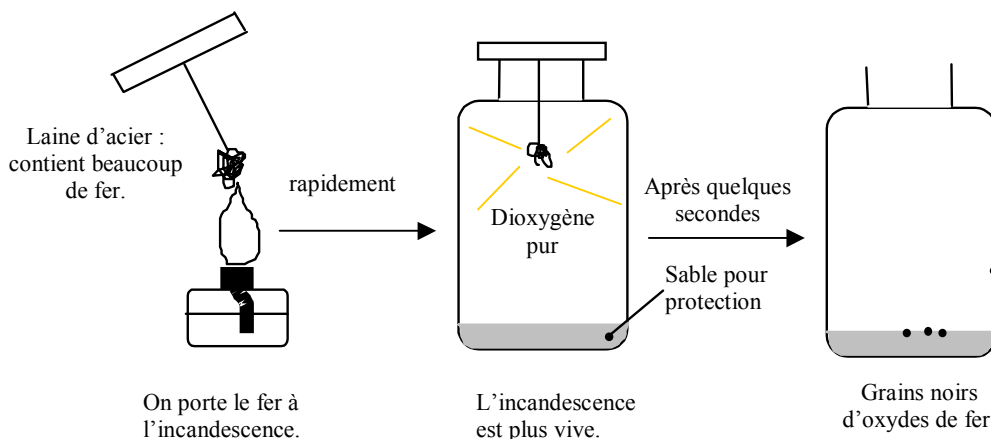 Laine d'acier :
contient beaucoup
de fer.
rapidement
Dioxygène
pur
Après quelques
secondes
Sable pour
protection
On porte le fer à
l'incandescence.
L'incandescence
est plus vive.
Grains noirs
d'oxydes de fer